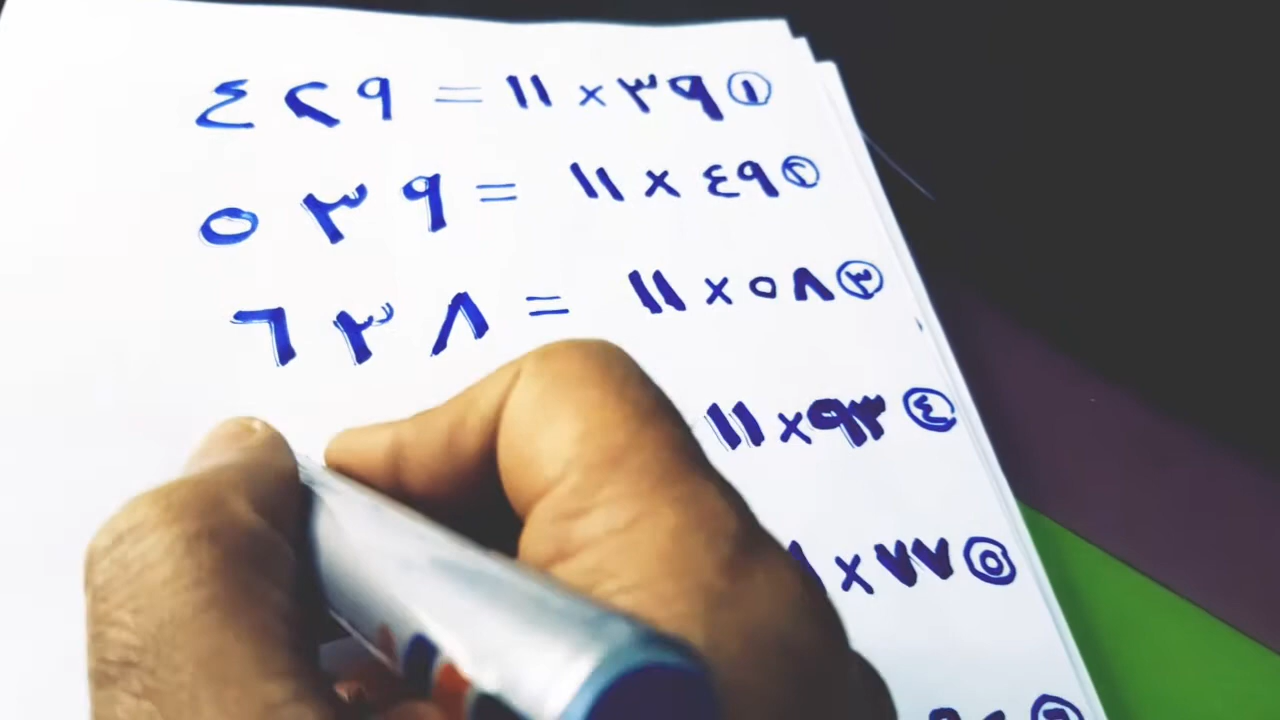 ١ ٣٩ × ١١ = ٤٢٩
٢ ٤٩ × ١١ = ٥٣٩
٣ ٥٨ × ١١ = ٦٣٨
٤ ٩٣ × ١١
٥ ٧٧ ×